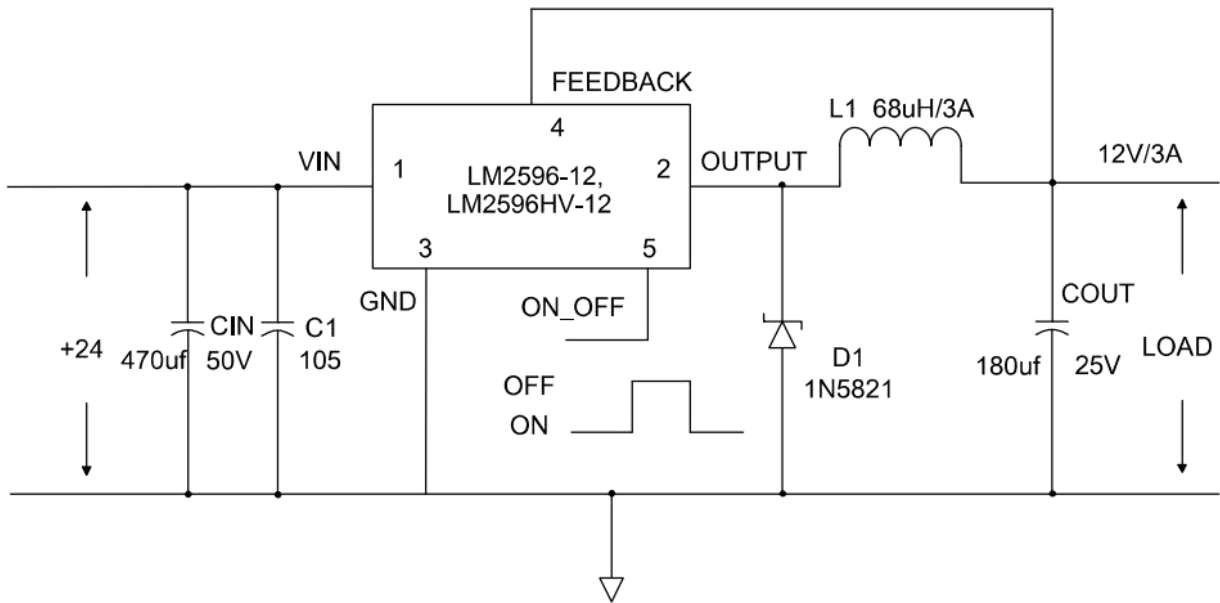 FEEDBACK
L1 68uH/3A
4
VIN
1
LM2596-12,
LM2596HV-12
2
OUTPUT
12V/3A
3
5
GND
ON_OFF
COUT
+24
470uf
CIN
50V
C1
105
D1
1N5821
180uf
25V
LOAD
OFF
ON